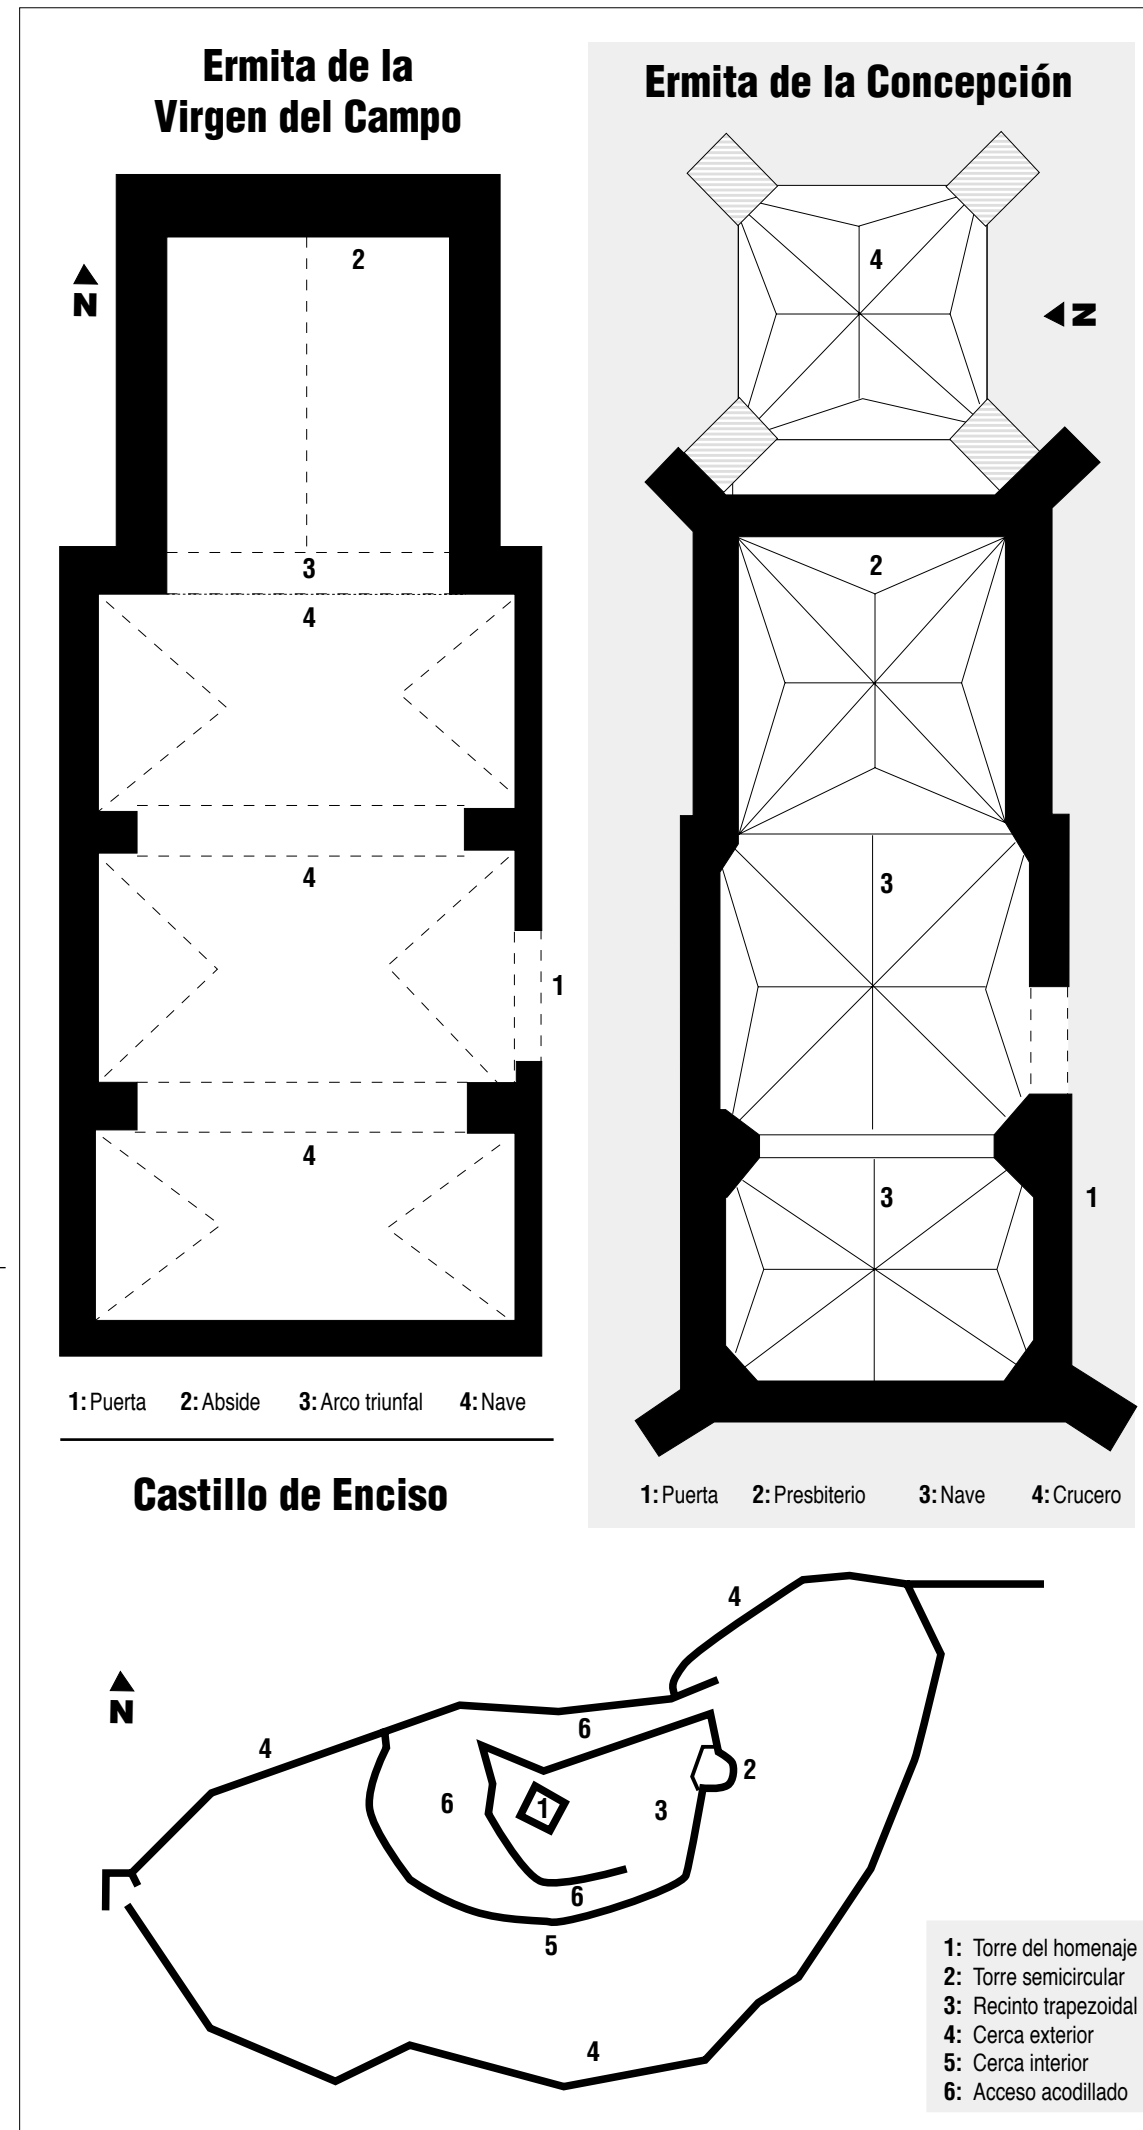 Ermita de la
Virgen del Campo
N
2
3
4
4
1
4
1: Puerta 2: Abside 3: Arco triunfal 4: Nave
Ermita de la Concepción
4
N
2
3
3
1
1: Puerta 2: Presbiterio 3: Nave 4: Crucero
Castillo de Enciso
N
4
4
6
2
6
1
3
6
5
4
1: Torre del homenaje
2: Torre semicircular
3: Recinto trapezoidal
4: Cerca exterior
5: Cerca interior
6: Acceso acodillado